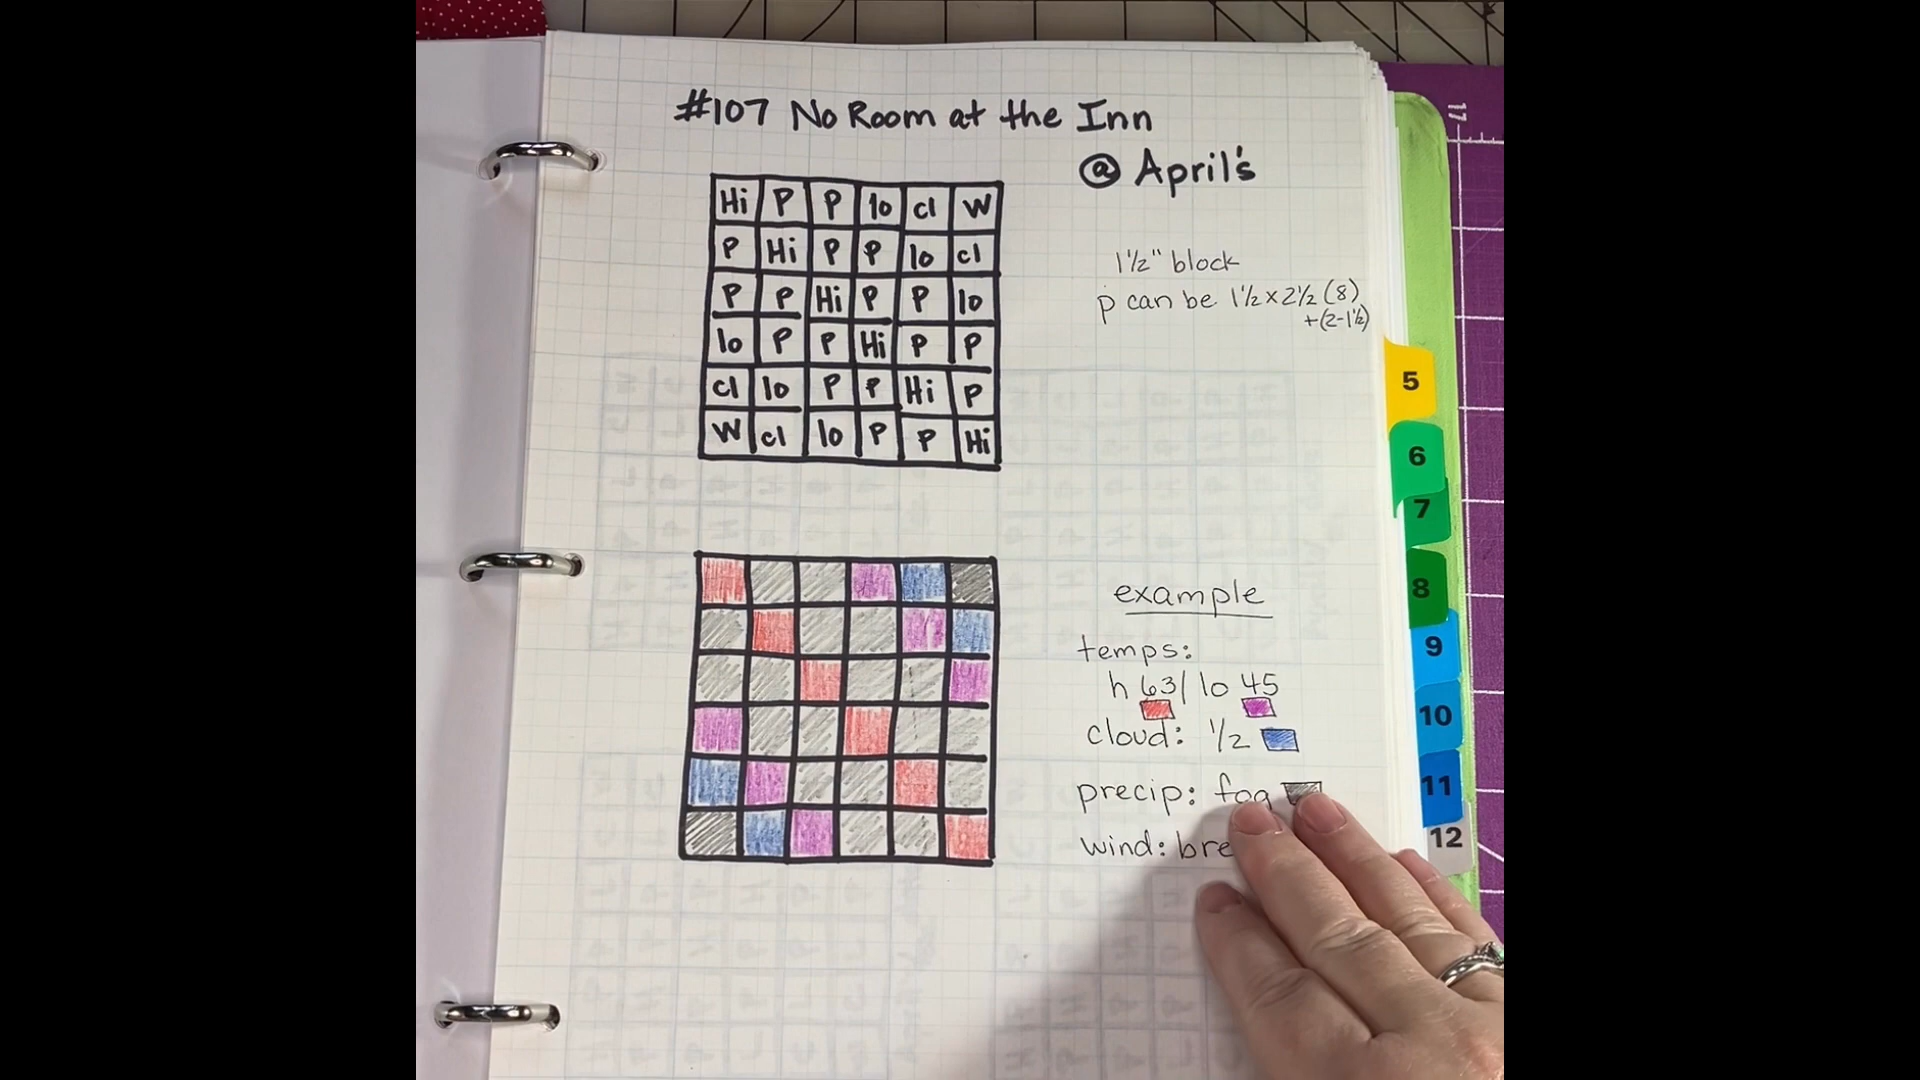 #107 No Room at the Inn
@ April's
Hi P P lo cl W
P Hi P P lo cl
P P Hi P P lo
lo P P Hi P P
cl lo P P Hi P
W cl lo P P Hi
1½" block
p can be 1½ x 2½ (8)
+(2-1½)
example
temps:
h 63/ lo 45
cloud: ½
precip: fog
wind: bre
5
6
7
8
9
10
11
12